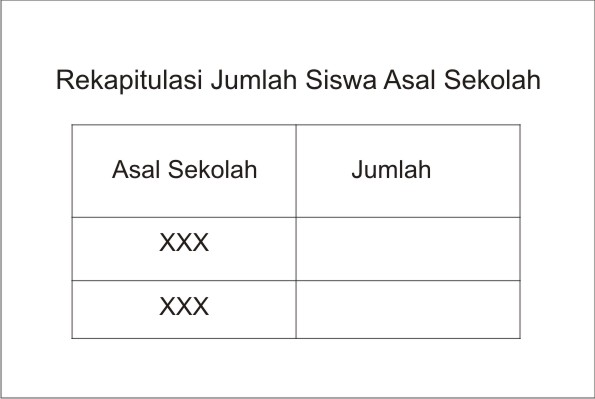 Rekapitulasi Jumlah Siswa Asal Sekolah
Asal Sekolah Jumlah
XXX
XXX